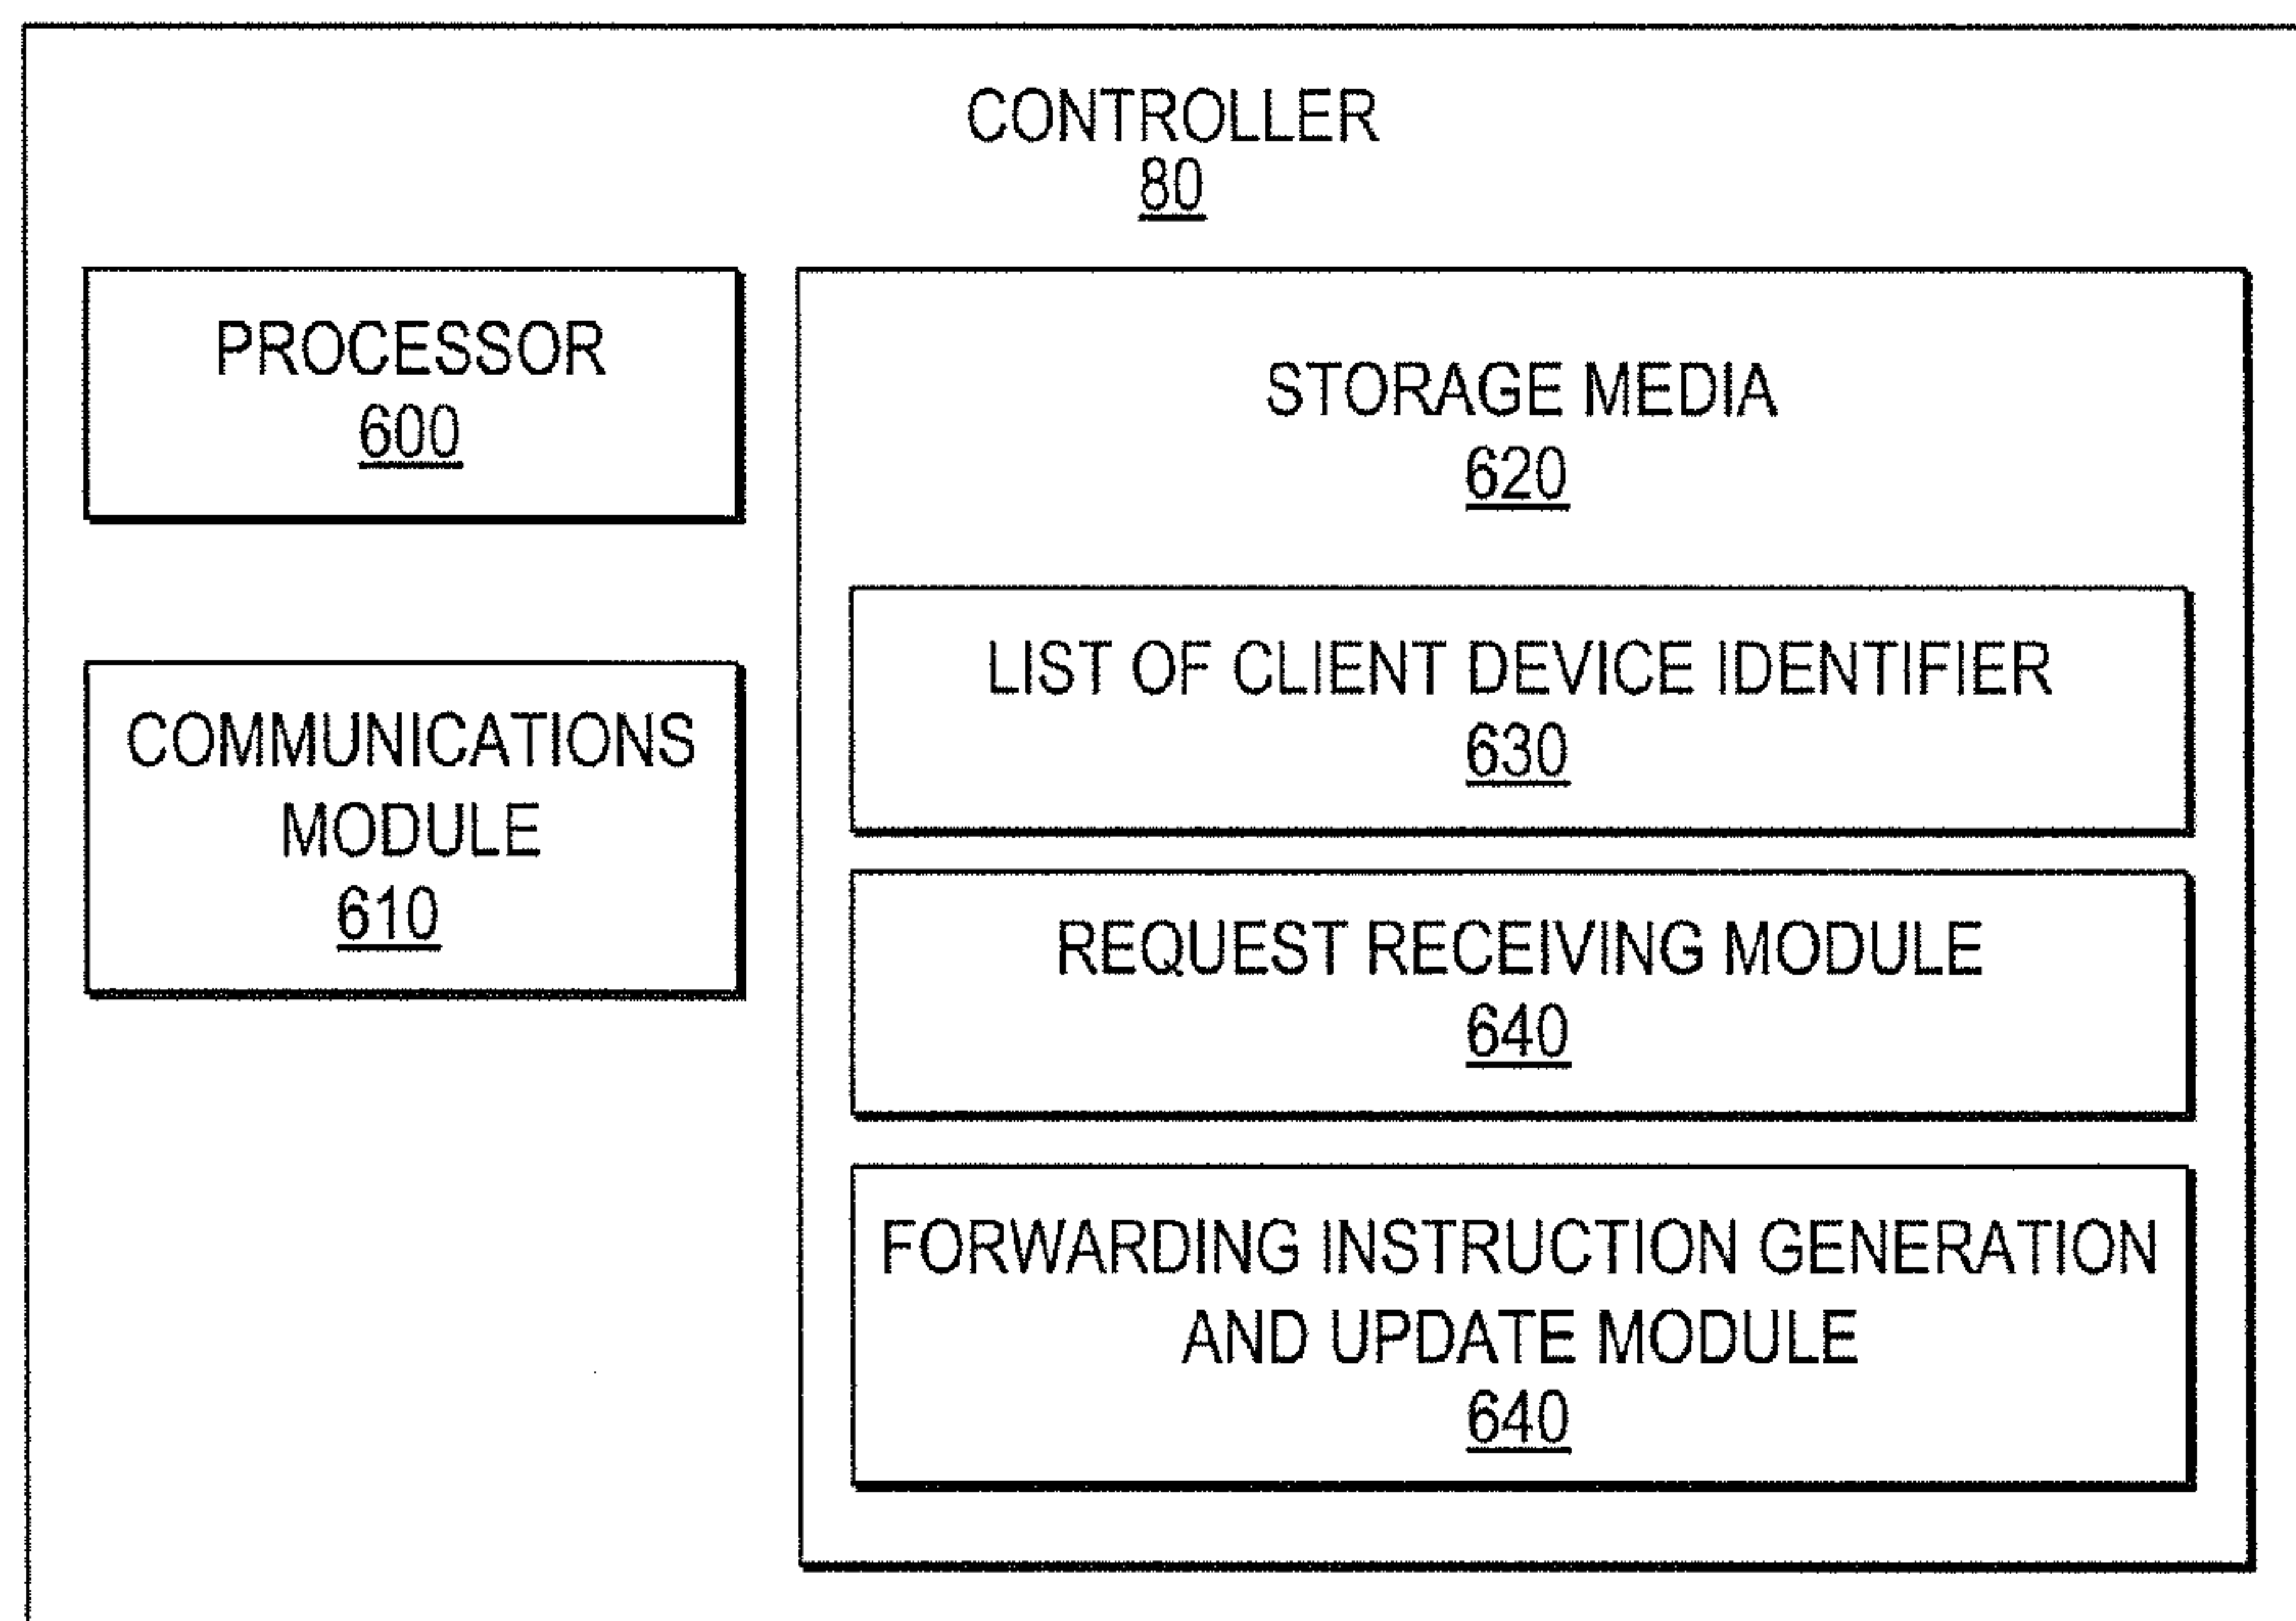 CONTROLLER
80
PROCESSOR
600
COMMUNICATIONS
MODULE
610
STORAGE MEDIA
620
LIST OF CLIENT DEVICE IDENTIFIER
630
REQUEST RECEIVING MODULE
640
FORWARDING INSTRUCTION GENERATION
AND UPDATE MODULE
640